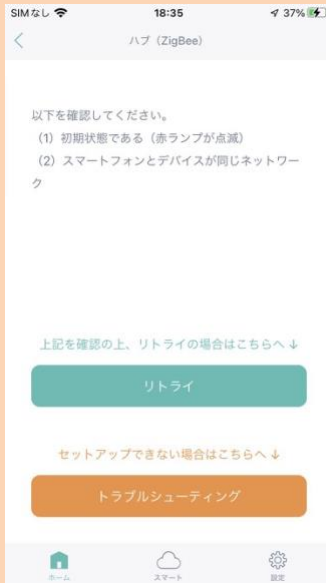 SIMなし 18:35 37%
ハブ（ZigBee）
以下を確認してください。
（1）初期状態である（赤ランプが点滅）
（2）スマートフォンとデバイスが同じネットワー
ク
上記を確認の上、リトライの場合はこちらへ ↓
リトライ
セットアップできない場合はこちらへ ↓
トラブルシューティング
ホーム スマート 設定